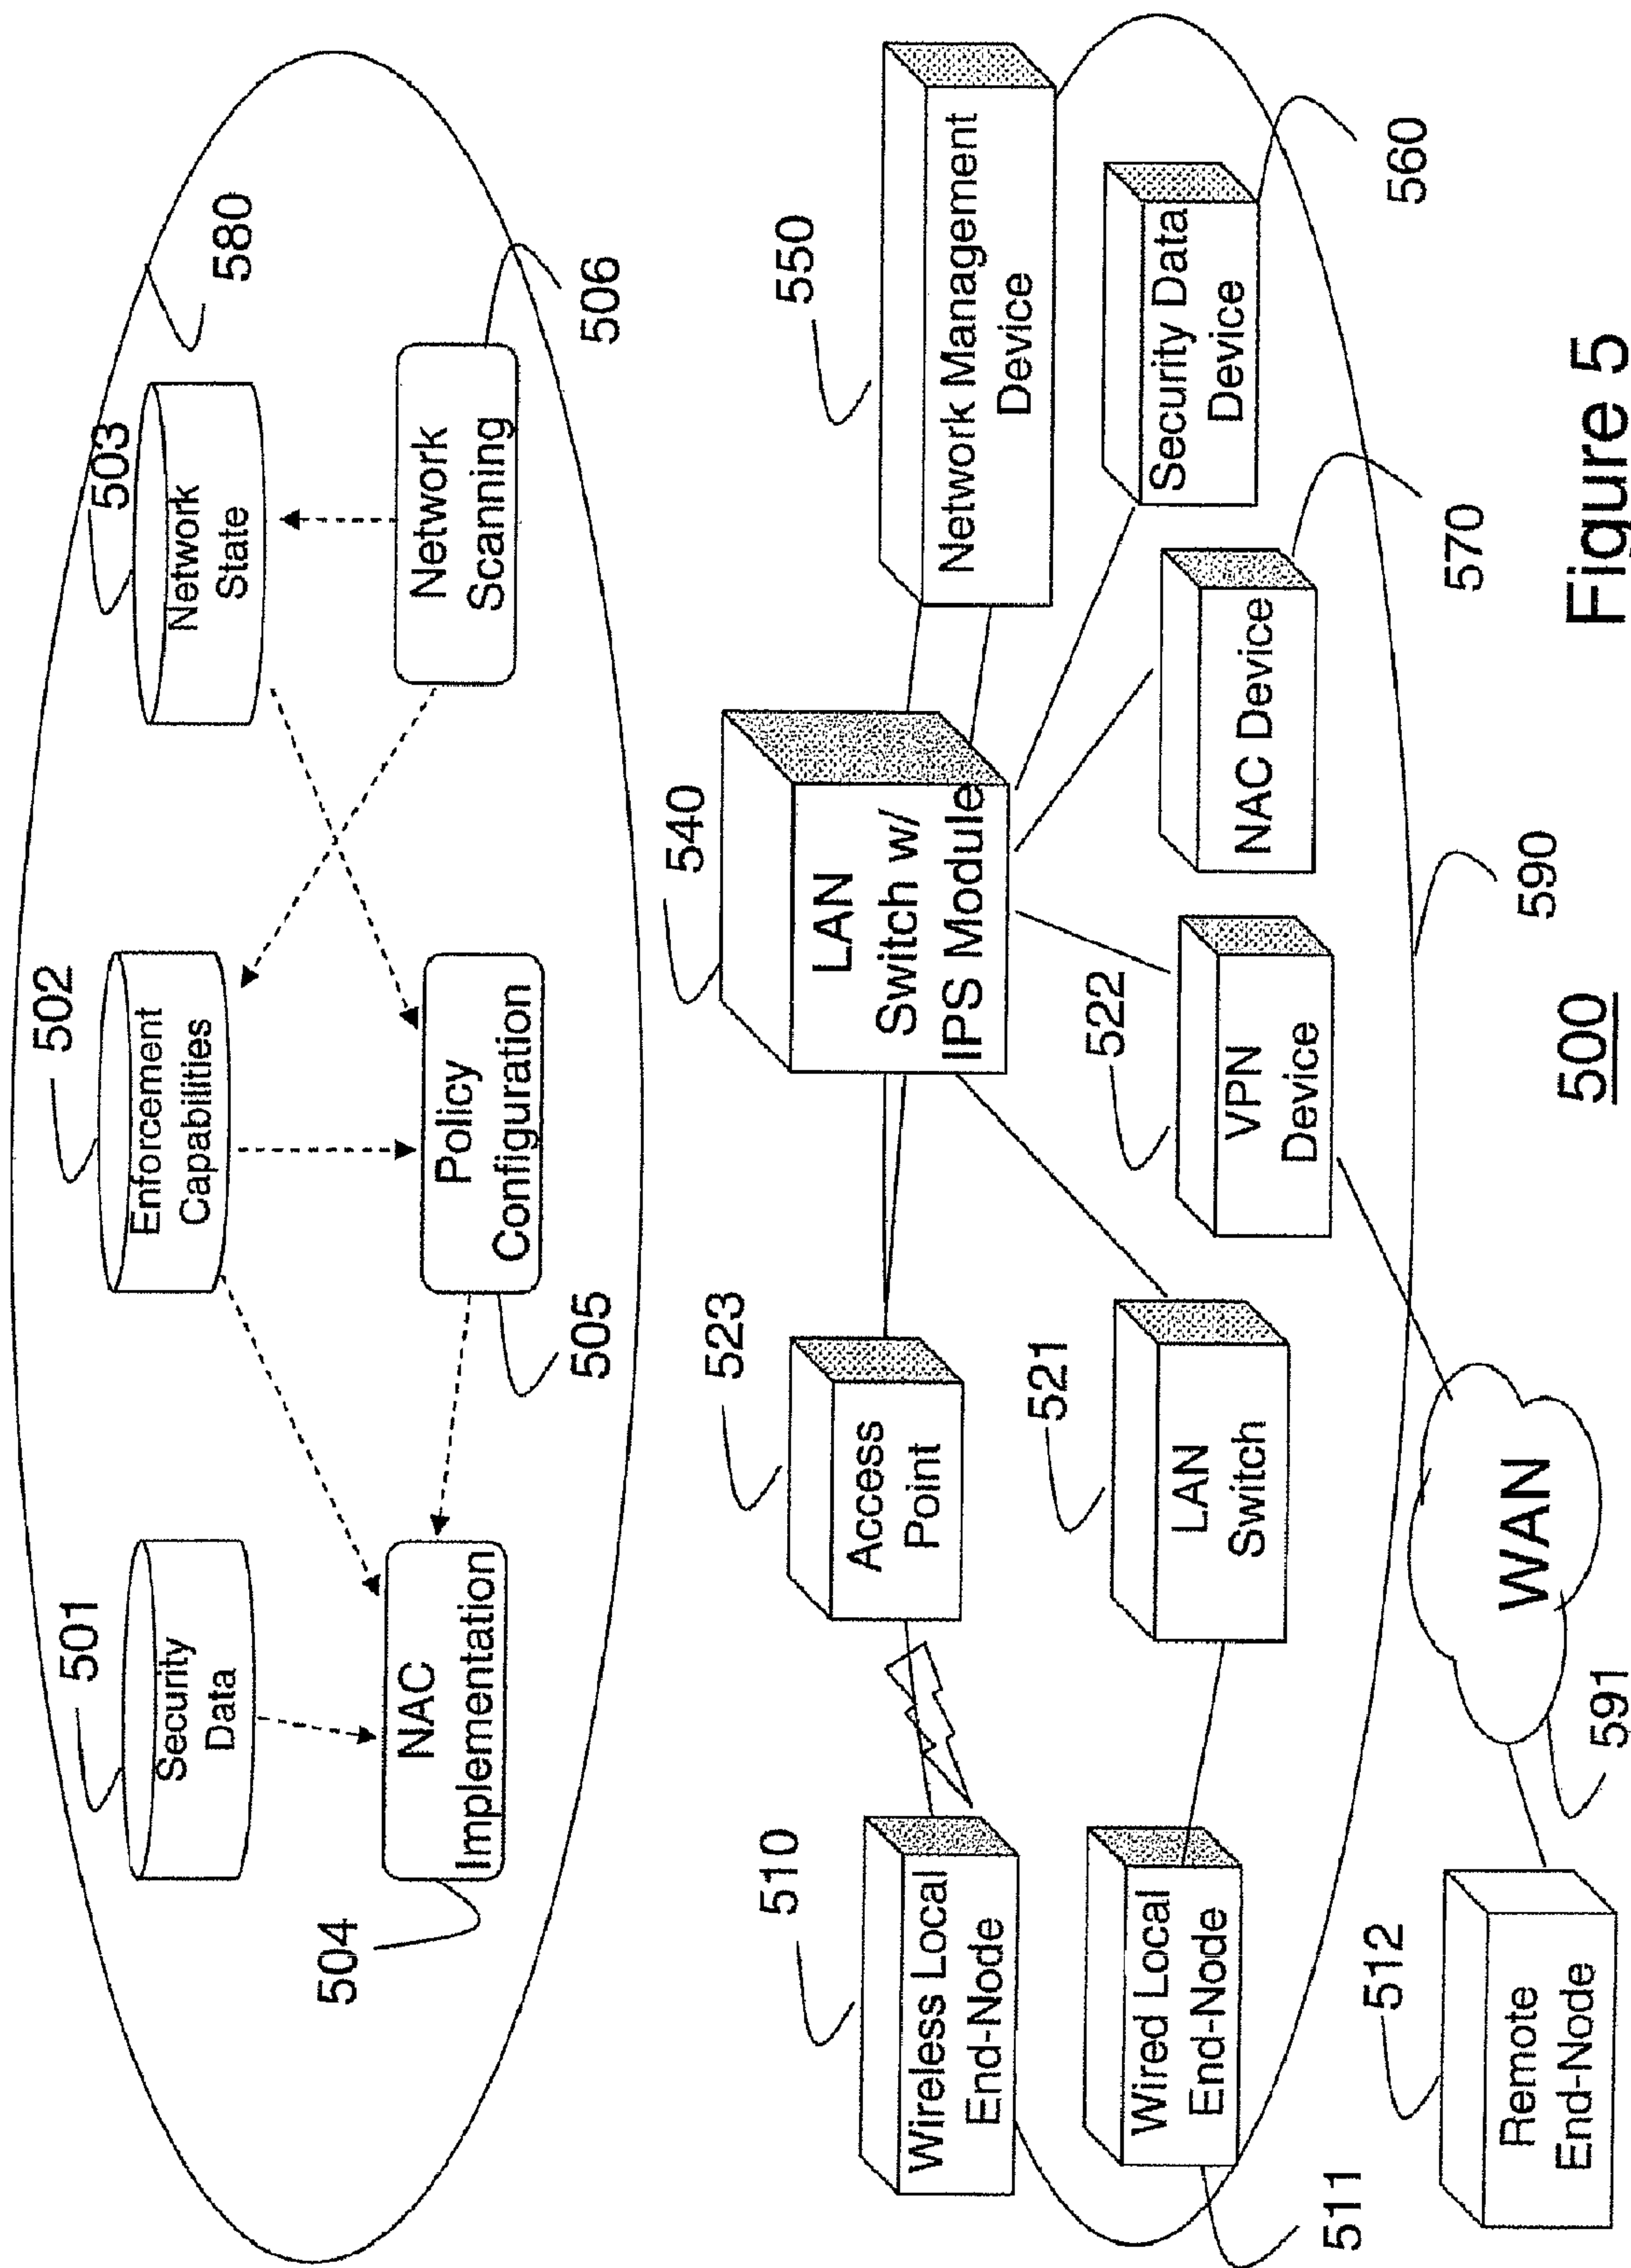 501
502
503
580
Security
Data
Enforcement
Capabilities
Network
State
NAC
Implementation
Policy
Configuration
Network
Scanning
504
505
506
510
523
540
550
Wireless Local
End-Node
Access
Point
LAN
Switch w/
IPS Module
Network Management
Device
511
Wired Local
End-Node
521
LAN
Switch
522
VPN
Device
NAC Device
570
Security Data
Device
560
590
512
Remote
End-Node
591
WAN
500
Figure 5